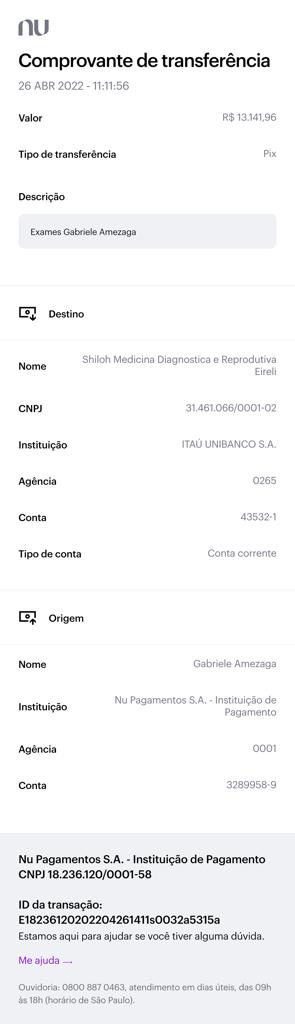 nu
Comprovante de transferência
26 ABR 2022 - 11:11:56
Valor R$ 13.141,96
Tipo de transferência Pix
Descrição
Exames Gabriele Amezaga
Destino
Nome Shiloh Medicina Diagnostica e Reprodutiva
Eireli
CNPJ 31.461.066/0001-02
Instituição ITAÚ UNIBANCO S.A.
Agência 0265
Conta 43532-1
Tipo de conta Conta corrente
Origem
Nome Gabriele Amezaga
Instituição Nu Pagamentos S.A. - Instituição de
Pagamento
Agência 0001
Conta 3289958-9
Nu Pagamentos S.A. - Instituição de Pagamento
CNPJ 18.236.120/0001-58
ID da transação:
E18236120202204261411s0032a5315a
Estamos aqui para ajudar se você tiver alguma dúvida.
Me ajuda →
Ouvidoria: 0800 887 0463, atendimento em dias úteis, das 09h
às 18h (horário de São Paulo).